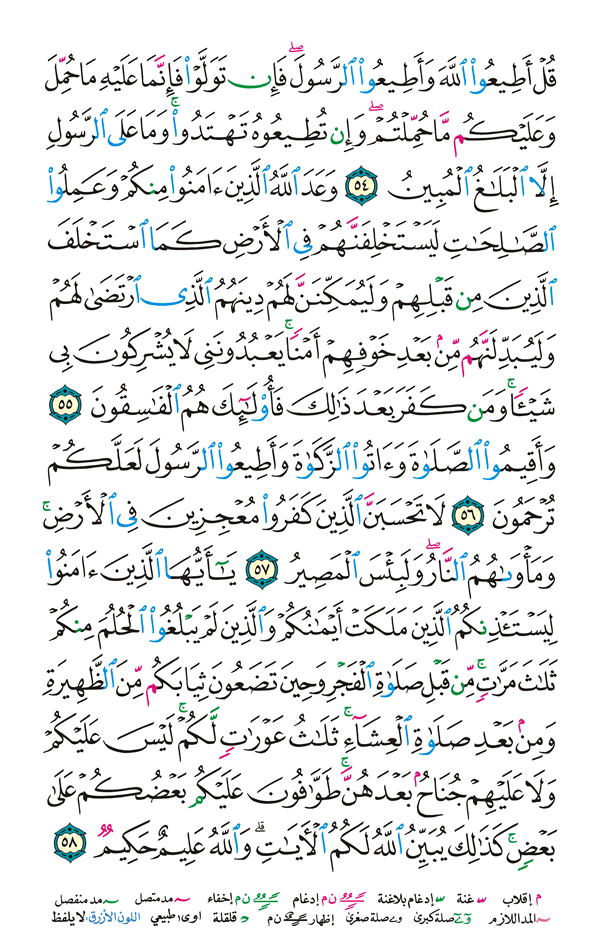 قُلْ أَطِيعُوا۟ ٱللَّهَ وَأَطِيعُوا۟ ٱلرَّسُولَ ۖ فَإِن تَوَلَّوْا۟ فَإِنَّمَا عَلَيْهِ مَا حُمِّلَ
وَعَلَيْكُم مَّا حُمِّلْتُمْ ۖ وَإِن تُطِيعُوهُ تَهْتَدُوا۟ ۚ وَمَا عَلَى ٱلرَّسُولِ
إِلَّا ٱلْبَلَـٰغُ ٱلْمُبِينُ ٥٤ وَعَدَ ٱللَّهُ ٱلَّذِينَ ءَامَنُوا۟ مِنكُمْ وَعَمِلُوا۟
ٱلصَّـٰلِحَـٰتِ لَيَسْتَخْلِفَنَّهُمْ فِى ٱلْأَرْضِ كَمَا ٱسْتَخْلَفَ
ٱلَّذِينَ مِن قَبْلِهِمْ وَلَيُمَكِّنَنَّ لَهُمْ دِينَهُمُ ٱلَّذِى ٱرْتَضَىٰ لَهُمْ
وَلَيُبَدِّلَنَّهُم مِّنۢ بَعْدِ خَوْفِهِمْ أَمْنًا ۚ يَعْبُدُونَنِى لَا يُشْرِكُونَ بِى
شَيْـًٔا ۚ وَمَن كَفَرَ بَعْدَ ذَٰلِكَ فَأُو۟لَـٰٓئِكَ هُمُ ٱلْفَـٰسِقُونَ ٥٥
وَأَقِيمُوا۟ ٱلصَّلَوٰةَ وَءَاتُوا۟ ٱلزَّكَوٰةَ وَأَطِيعُوا۟ ٱلرَّسُولَ لَعَلَّكُمْ
تُرْحَمُونَ ٥٦ لَا تَحْسَبَنَّ ٱلَّذِينَ كَفَرُوا۟ مُعْجِزِينَ فِى ٱلْأَرْضِ ۚ
وَمَأْوَىٰهُمُ ٱلنَّارُ ۖ وَلَبِئْسَ ٱلْمَصِيرُ ٥٧ يَـٰٓأَيُّهَا ٱلَّذِينَ ءَامَنُوا۟
لِيَسْتَـْٔذِنكُمُ ٱلَّذِينَ مَلَكَتْ أَيْمَـٰنُكُمْ وَٱلَّذِينَ لَمْ يَبْلُغُوا۟ ٱلْحُلُمَ مِنكُمْ
ثَلَـٰثَ مَرَّٰتٍ ۚ مِّن قَبْلِ صَلَوٰةِ ٱلْفَجْرِ وَحِينَ تَضَعُونَ ثِيَابَكُم مِّنَ ٱلظَّهِيرَةِ
وَمِنۢ بَعْدِ صَلَوٰةِ ٱلْعِشَآءِ ۚ ثَلَـٰثُ عَوْرَٰتٍ لَّكُمْ ۚ لَيْسَ عَلَيْكُمْ
وَلَا عَلَيْهِمْ جُنَاحٌۢ بَعْدَهُنَّ ۚ طَوَّٰفُونَ عَلَيْكُم بَعْضُكُمْ عَلَىٰ
بَعْضٍ ۚ كَذَٰلِكَ يُبَيِّنُ ٱللَّهُ لَكُمُ ٱلْـَٔايَـٰتِ ۗ وَٱللَّهُ عَلِيمٌ حَكِيمٌ ٥٨
م إقلاب غنة إدغام بلاغنة ن م إدغام ن م إخفاء مد متصل مد منفصل
المد اللازم صلة كبرى صلة صغرى إظهار ن م قلقلة اوى: طبيعي اللون الأزرق: لا يلفظ